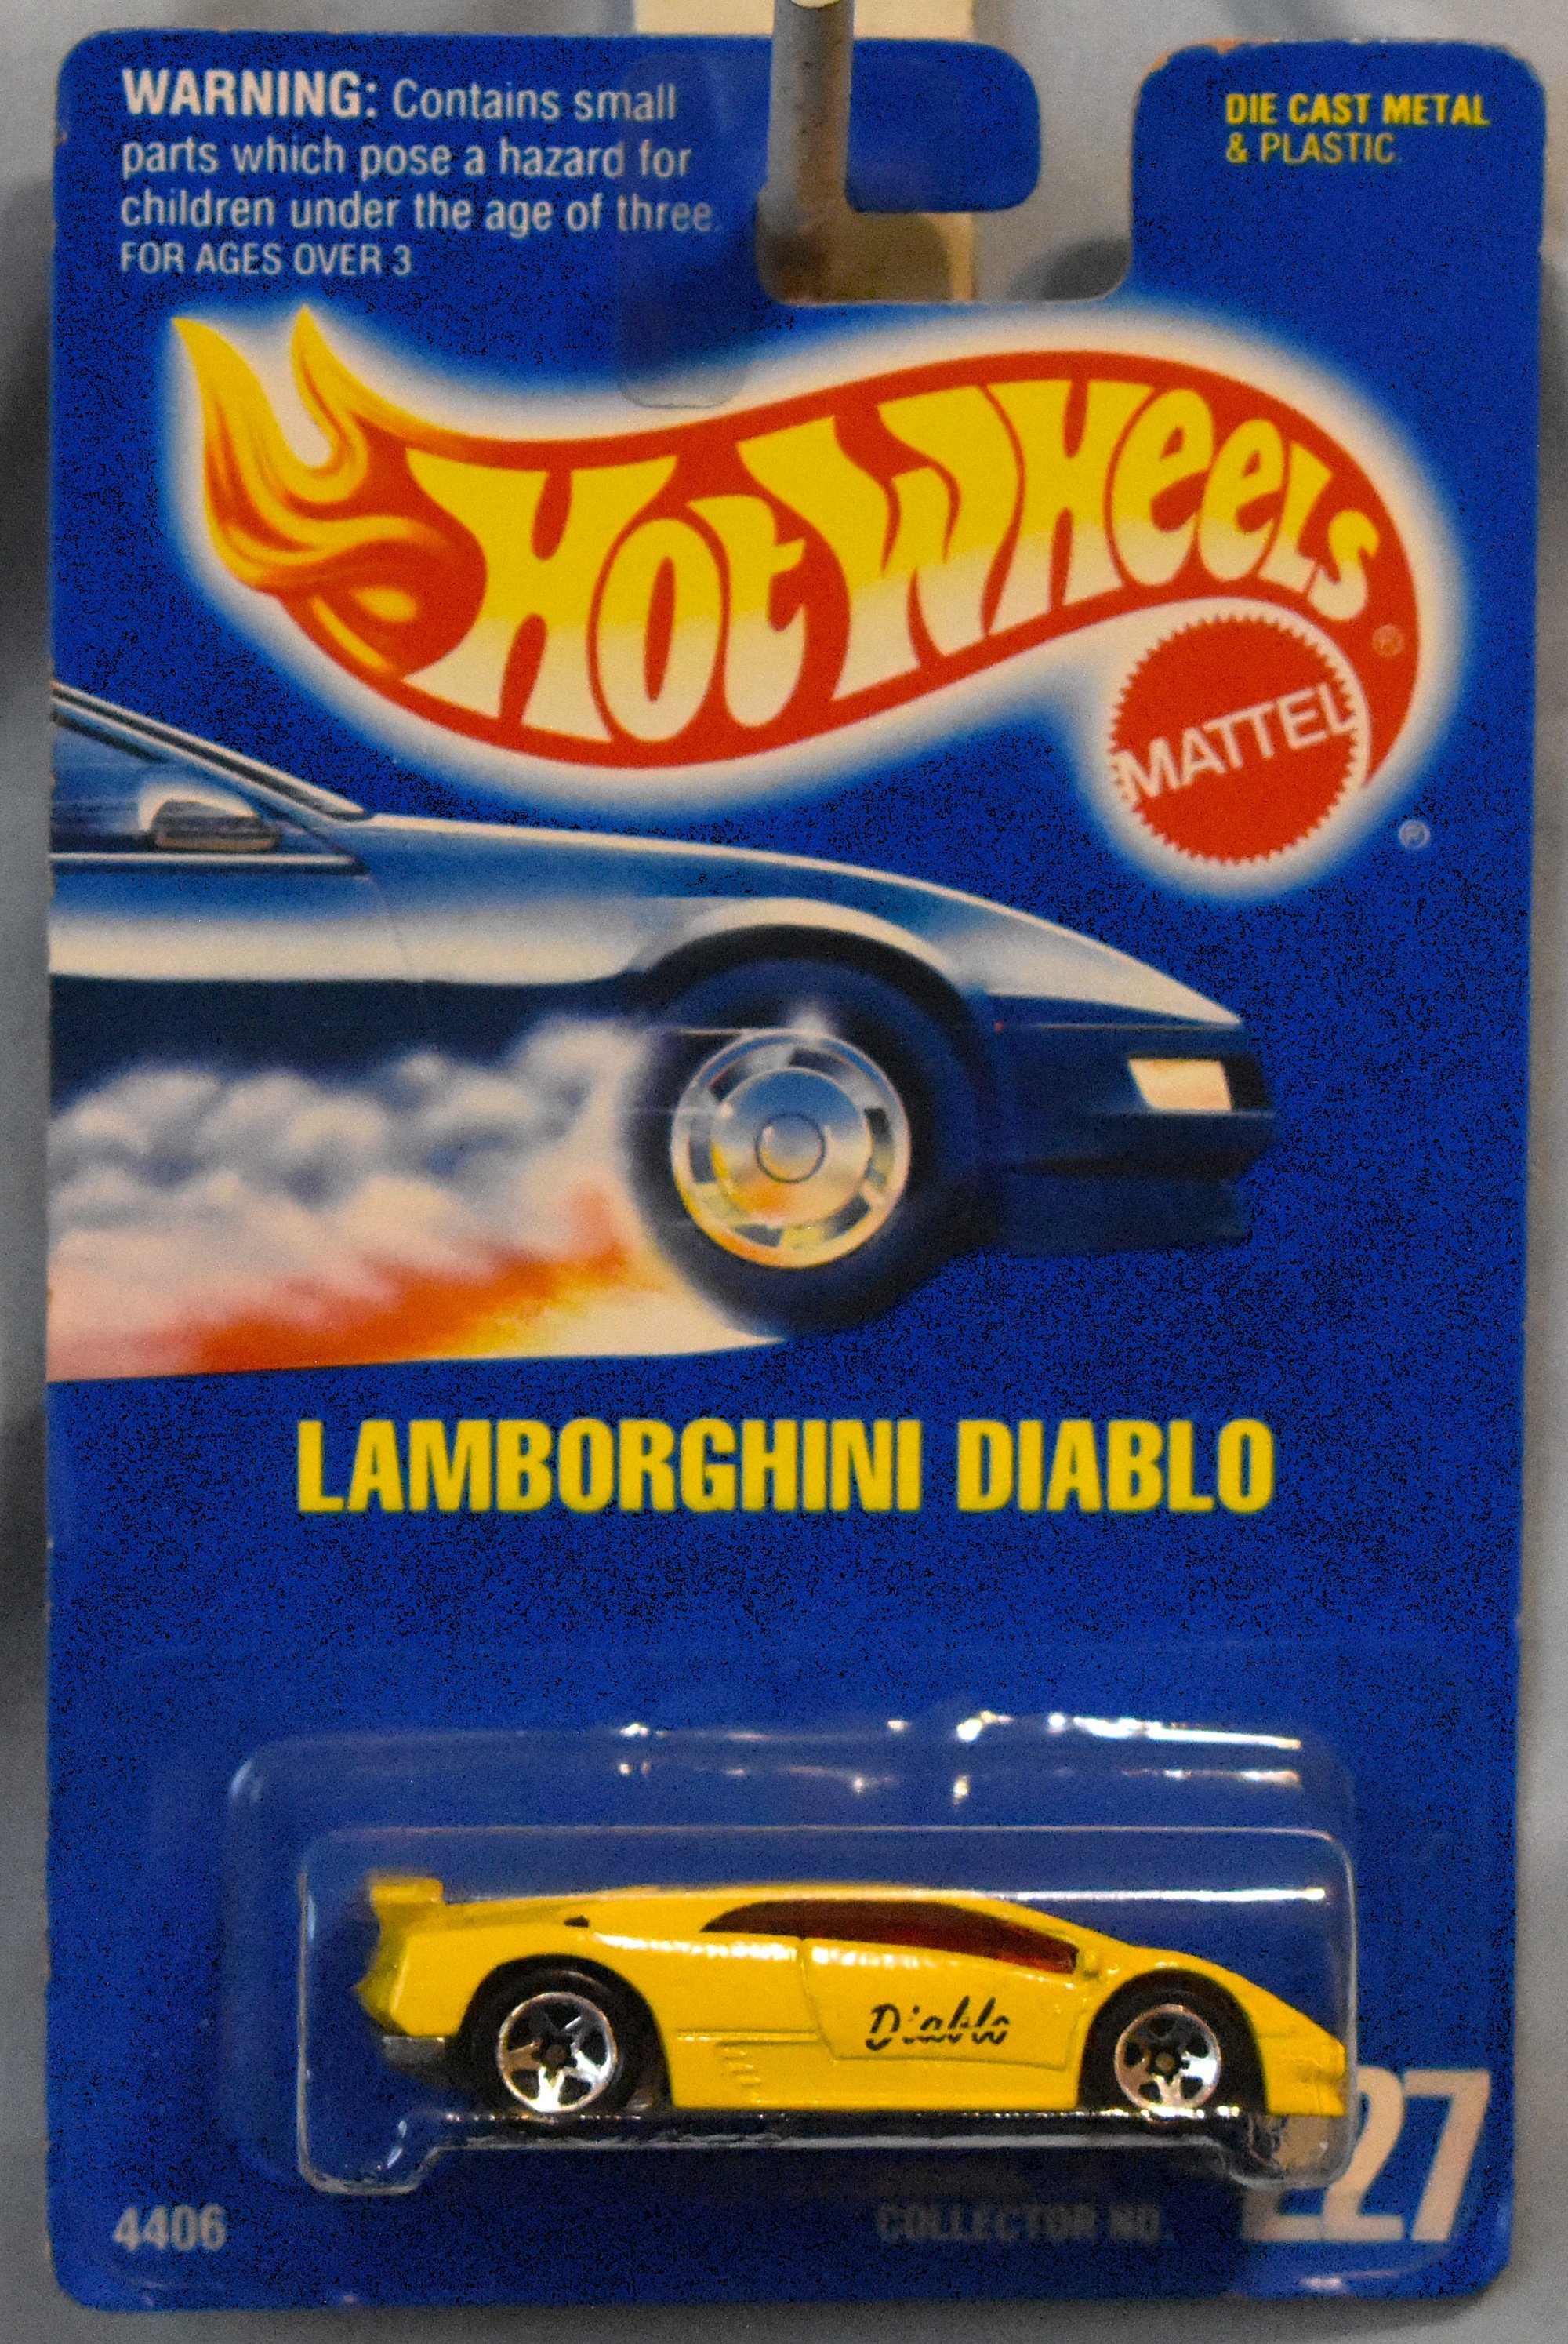 WARNING: Contains small
parts which pose a hazard for
children under the age of three.
FOR AGES OVER 3
DIE CAST METAL
& PLASTIC
Hot Wheels®
MATTEL
®
LAMBORGHINI DIABLO
Diablo
4406
COLLECTOR NO.
227